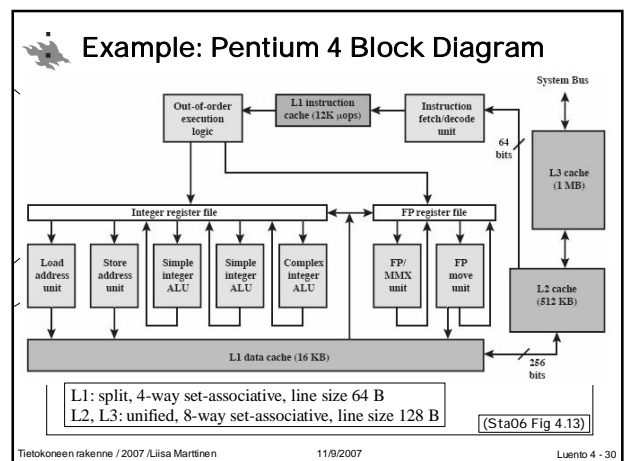 Example: Pentium 4 Block Diagram
System Bus
Out-of-order
execution
logic
L1 instruction
cache (12K µops)
Instruction
fetch/decode
unit
64
bits
L3 cache
(1 MB)
Integer register file
FP register file
Load
address
unit
Store
address
unit
Simple
integer
ALU
Simple
integer
ALU
Complex
integer
ALU
FP/
MMX
unit
FP
move
unit
L2 cache
(512 KB)
L1 data cache (16 KB)
256
bits
L1: split, 4-way set-associative, line size 64 B
L2, L3: unified, 8-way set-associative, line size 128 B
(Sta06 Fig 4.13)
Tietokoneen rakenne / 2007 /Liisa Marttinen
11/9/2007
Luento 4 - 30